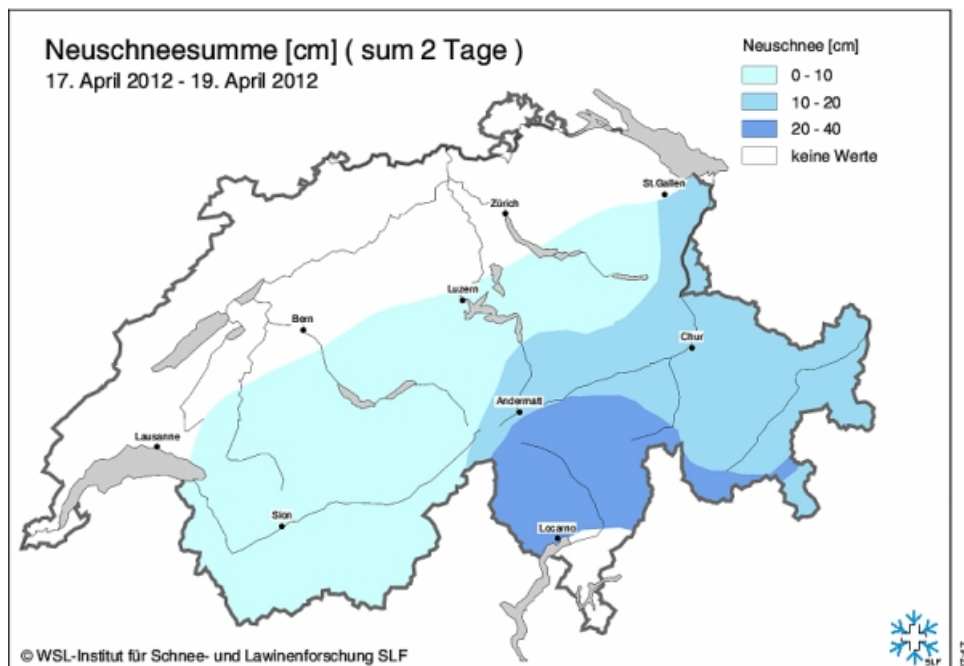 Neuschneesumme [cm] ( sum 2 Tage )
17. April 2012 - 19. April 2012
Neuschnee [cm]
0 - 10
10 - 20
20 - 40
keine Werte
St.Gallen
Zürich
Luzern
Bern
Chur
Andermatt
Lausanne
Sion
Locarno
© WSL-Institut für Schnee- und Lawinenforschung SLF
SLF